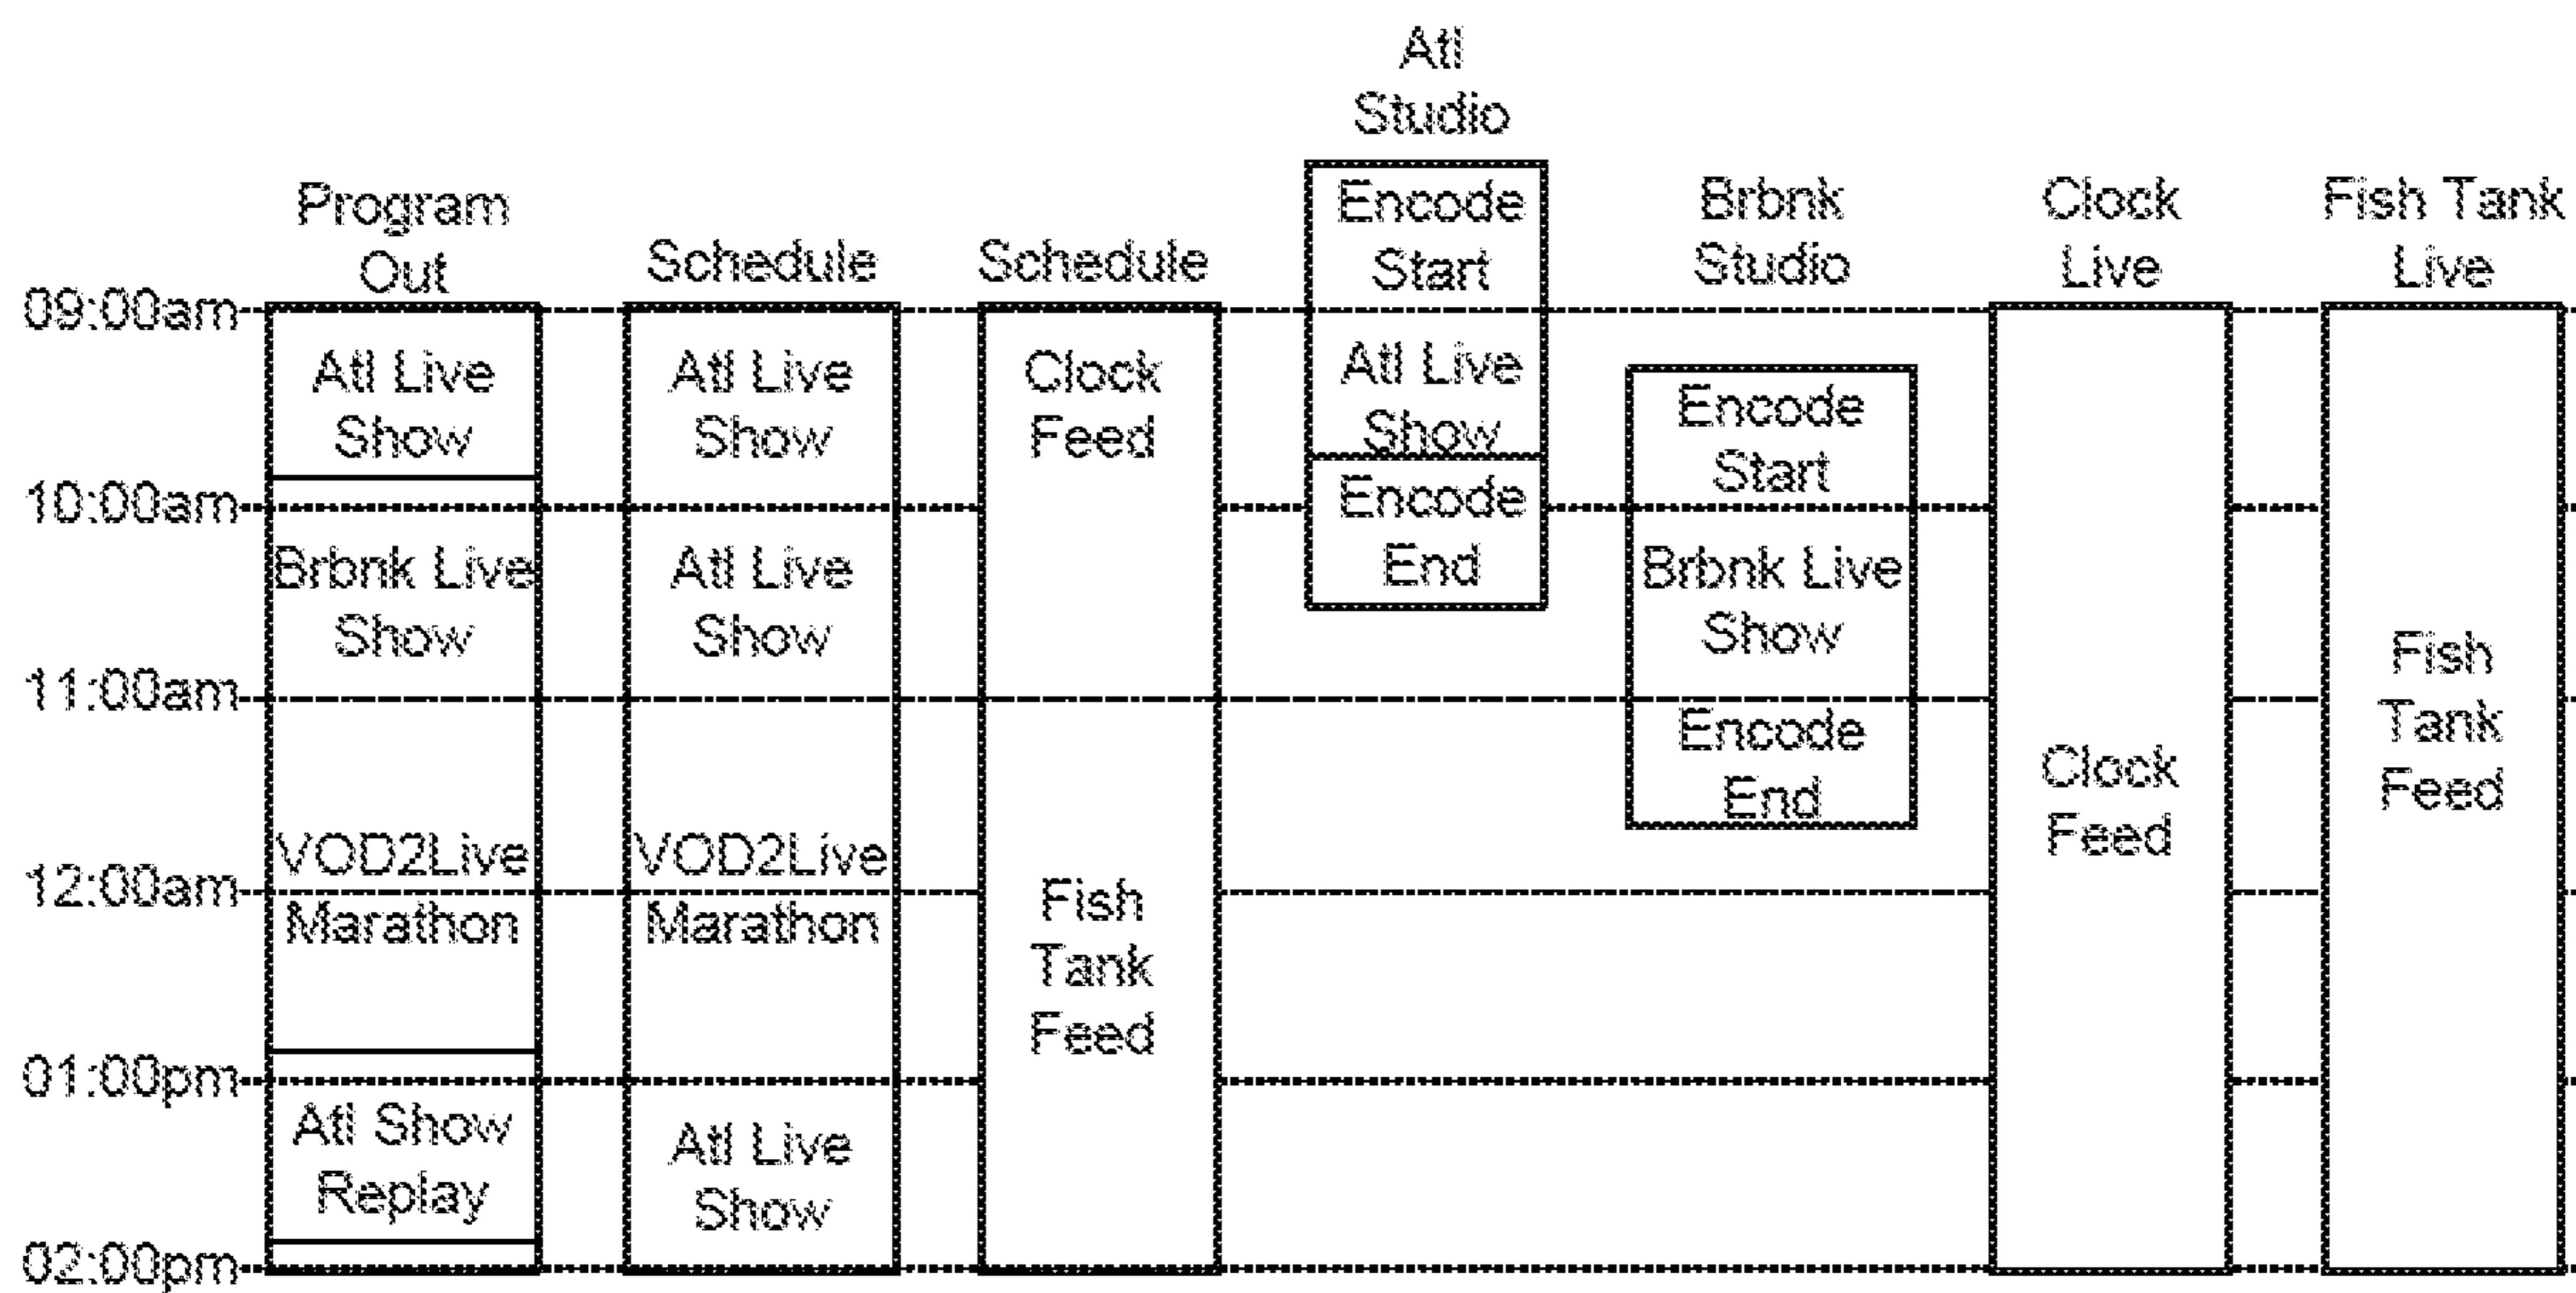 Atl
Studio
Program
Out
Schedule
Schedule
Encode
Start
Brbnk
Studio
Clock
Live
Fish Tank
Live
09:00am
Atl Live
Show
Atl Live
Show
Clock
Feed
Atl Live
Show
Encode
Start
10:00am
Encode
End
Brbnk Live
Show
Atl Live
Show
Brbnk Live
Show
11:00am
Encode
End
Clock
Feed
Fish
Tank
Feed
VOD2Live
Marathon
VOD2Live
Marathon
12:00am
Fish
Tank
Feed
01:00pm
Atl Show
Replay
Atl Live
Show
02:00pm